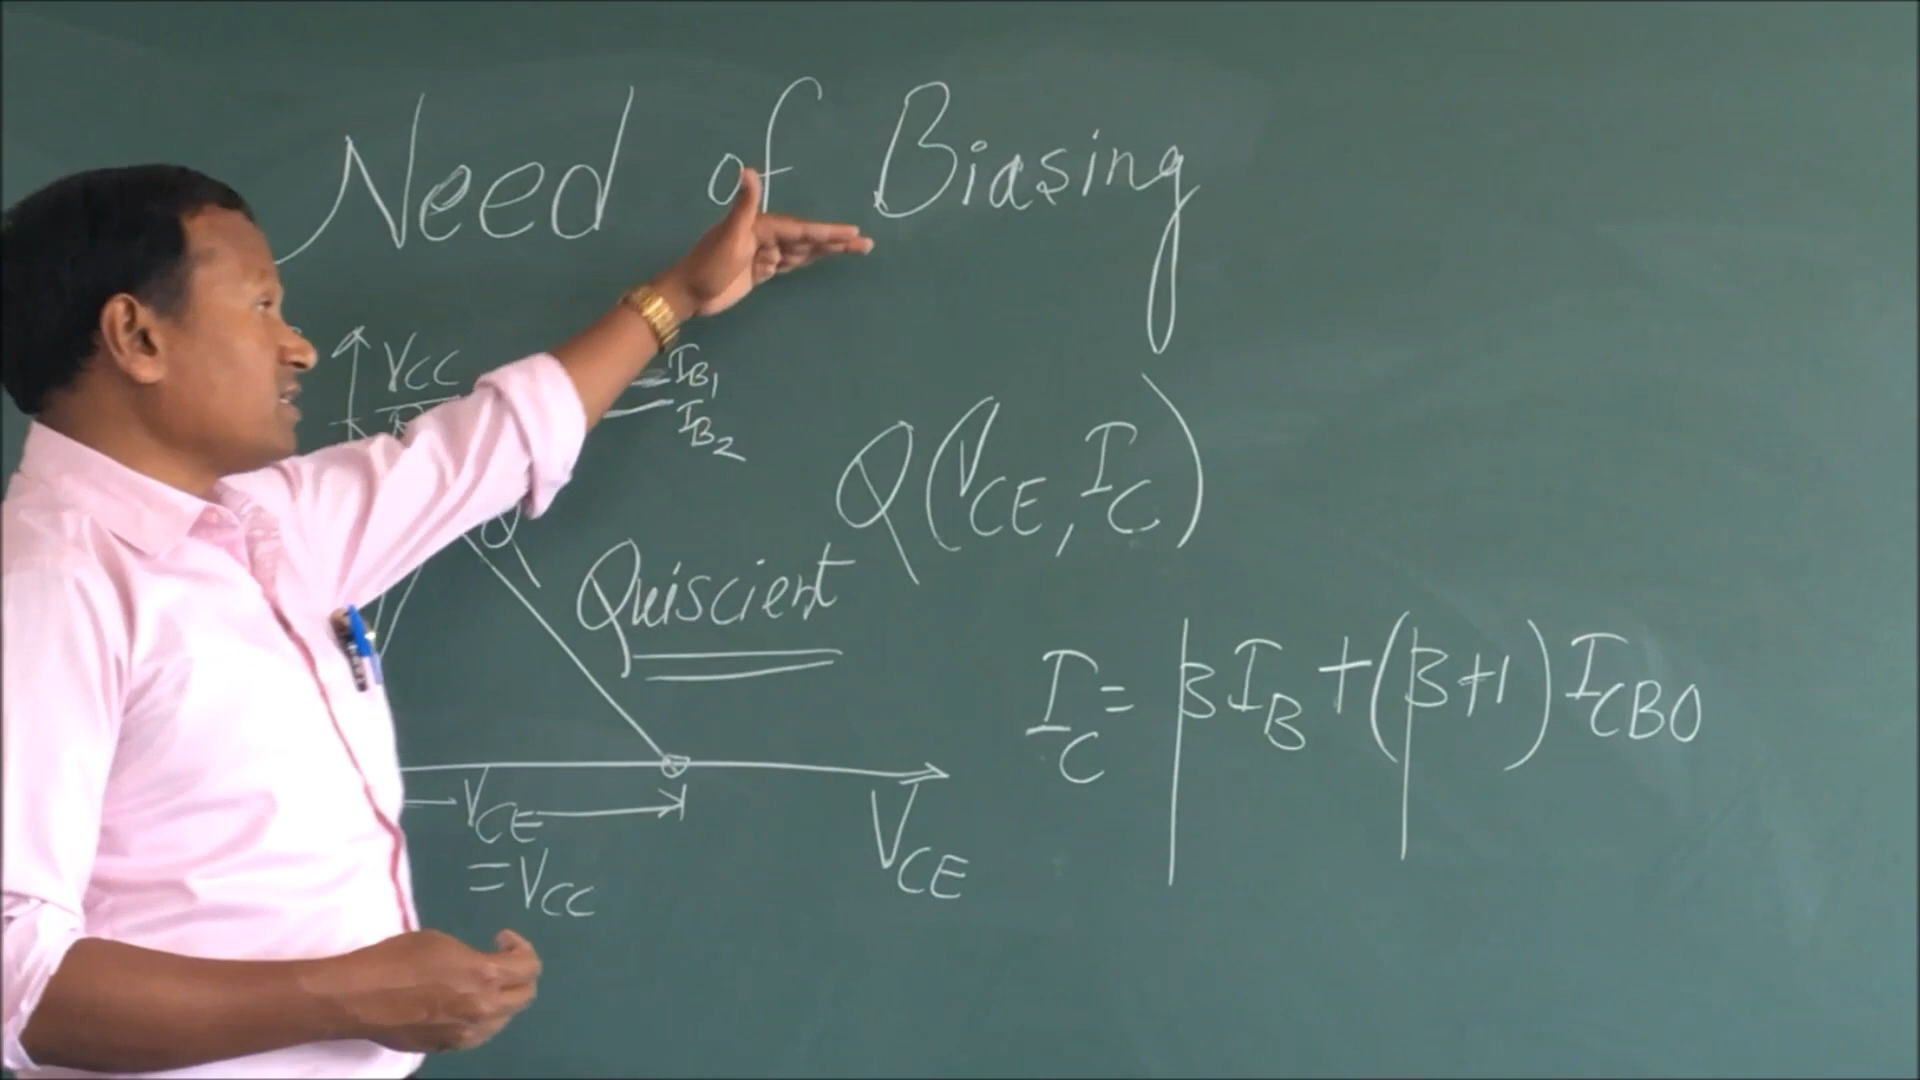 Need of Biasing
VCC
IB1
IB2
Q(VCE, IC)
Q
Quiscient
IC = βIB + (β+1) ICBO
VCE
= VCC
VCE